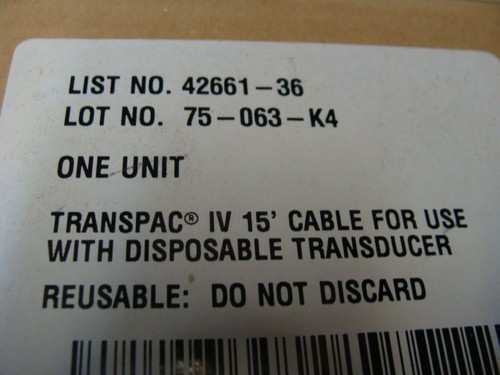 LIST NO. 42661-36
LOT NO. 75-063-K4
ONE UNIT
TRANSPAC® IV 15' CABLE FOR USE
WITH DISPOSABLE TRANSDUCER
REUSABLE: DO NOT DISCARD